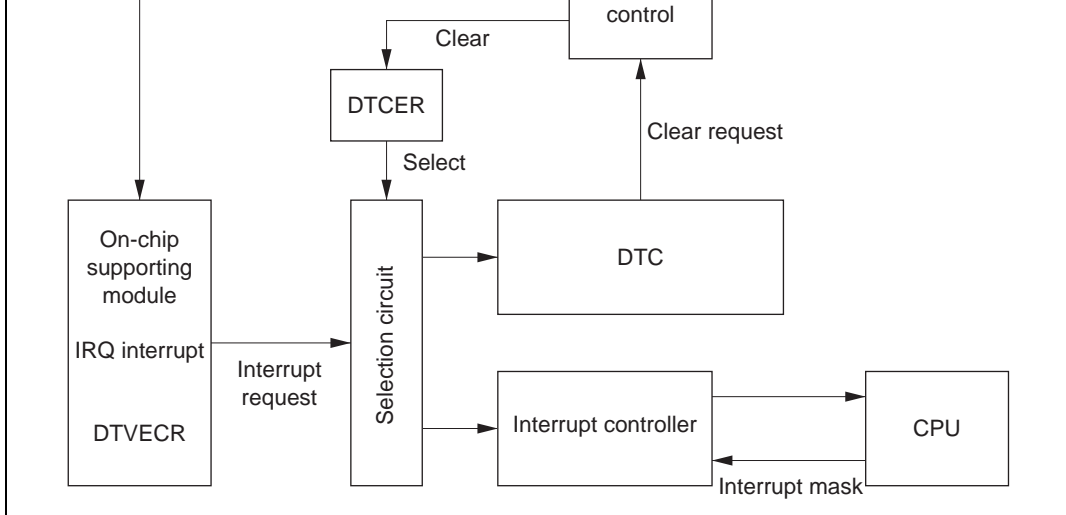 control
Clear
DTCER
Clear request
Select
On-chip
supporting
module
DTC
Selection circuit
IRQ interrupt
Interrupt
request
Interrupt controller
CPU
DTVECR
Interrupt mask